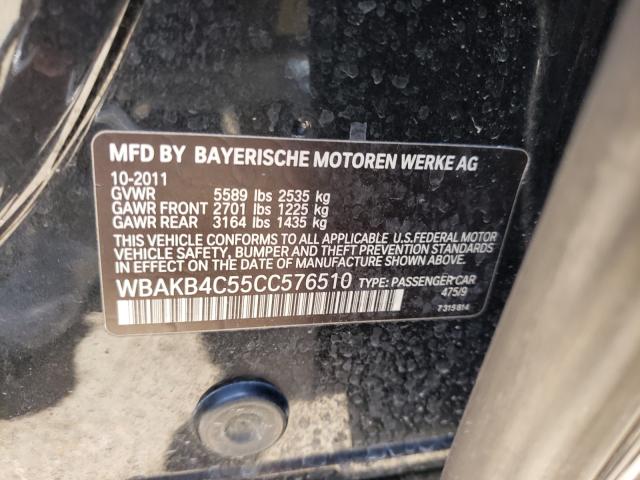 MFD BY BAYERISCHE MOTOREN WERKE AG
10-2011
GVWR 5589 lbs 2535 kg
GAWR FRONT 2701 lbs 1225 kg
GAWR REAR 3164 lbs 1435 kg
THIS VEHICLE CONFORMS TO ALL APPLICABLE U.S.FEDERAL MOTOR
VEHICLE SAFETY, BUMPER AND THEFT PREVENTION STANDARDS
IN EFFECT ON THE DATE OF MANUFACTURE SHOWN ABOVE.
WBAKB4C55CC576510 TYPE: PASSENGER CAR
475/9
7315814